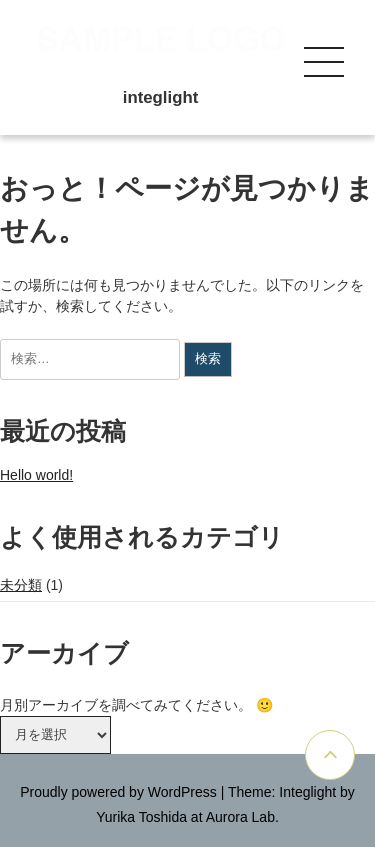 SAMPLE LOGO
integlight
おっと！ページが見つかりま
せん。
この場所には何も見つかりませんでした。以下のリンクを
試すか、検索してください。
検索…
検索
最近の投稿
Hello world!
よく使用されるカテゴリ
未分類 (1)
アーカイブ
月別アーカイブを調べてみてください。 🙂
月を選択
Proudly powered by WordPress | Theme: Integlight by
Yurika Toshida at Aurora Lab.